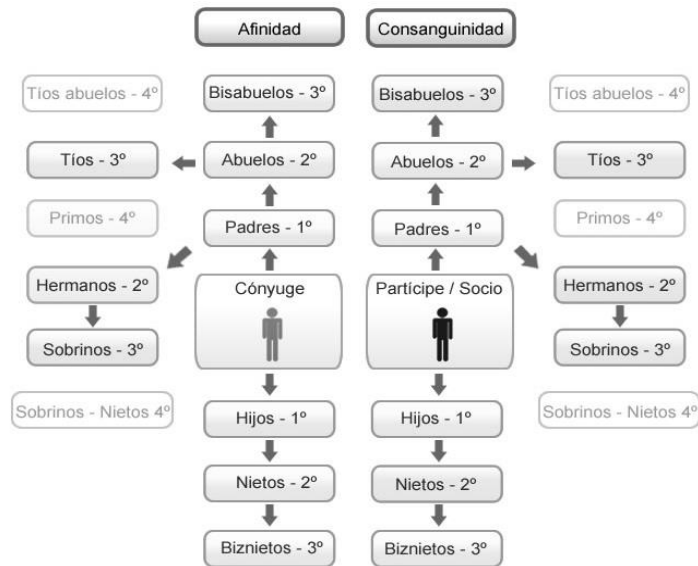 Afinidad
Consanguinidad
Tíos abuelos - 4º
Bisabuelos - 3º
Bisabuelos - 3º
Tíos abuelos - 4º
Tíos - 3º
Abuelos - 2º
Abuelos - 2º
Tíos - 3º
Primos - 4º
Padres - 1º
Padres - 1º
Primos - 4º
Hermanos - 2º
Cónyuge
Partícipe / Socio
Hermanos - 2º
Sobrinos - 3º
Sobrinos - 3º
Sobrinos - Nietos 4º
Hijos - 1º
Hijos - 1º
Sobrinos - Nietos 4º
Nietos - 2º
Nietos - 2º
Biznietos - 3º
Biznietos - 3º